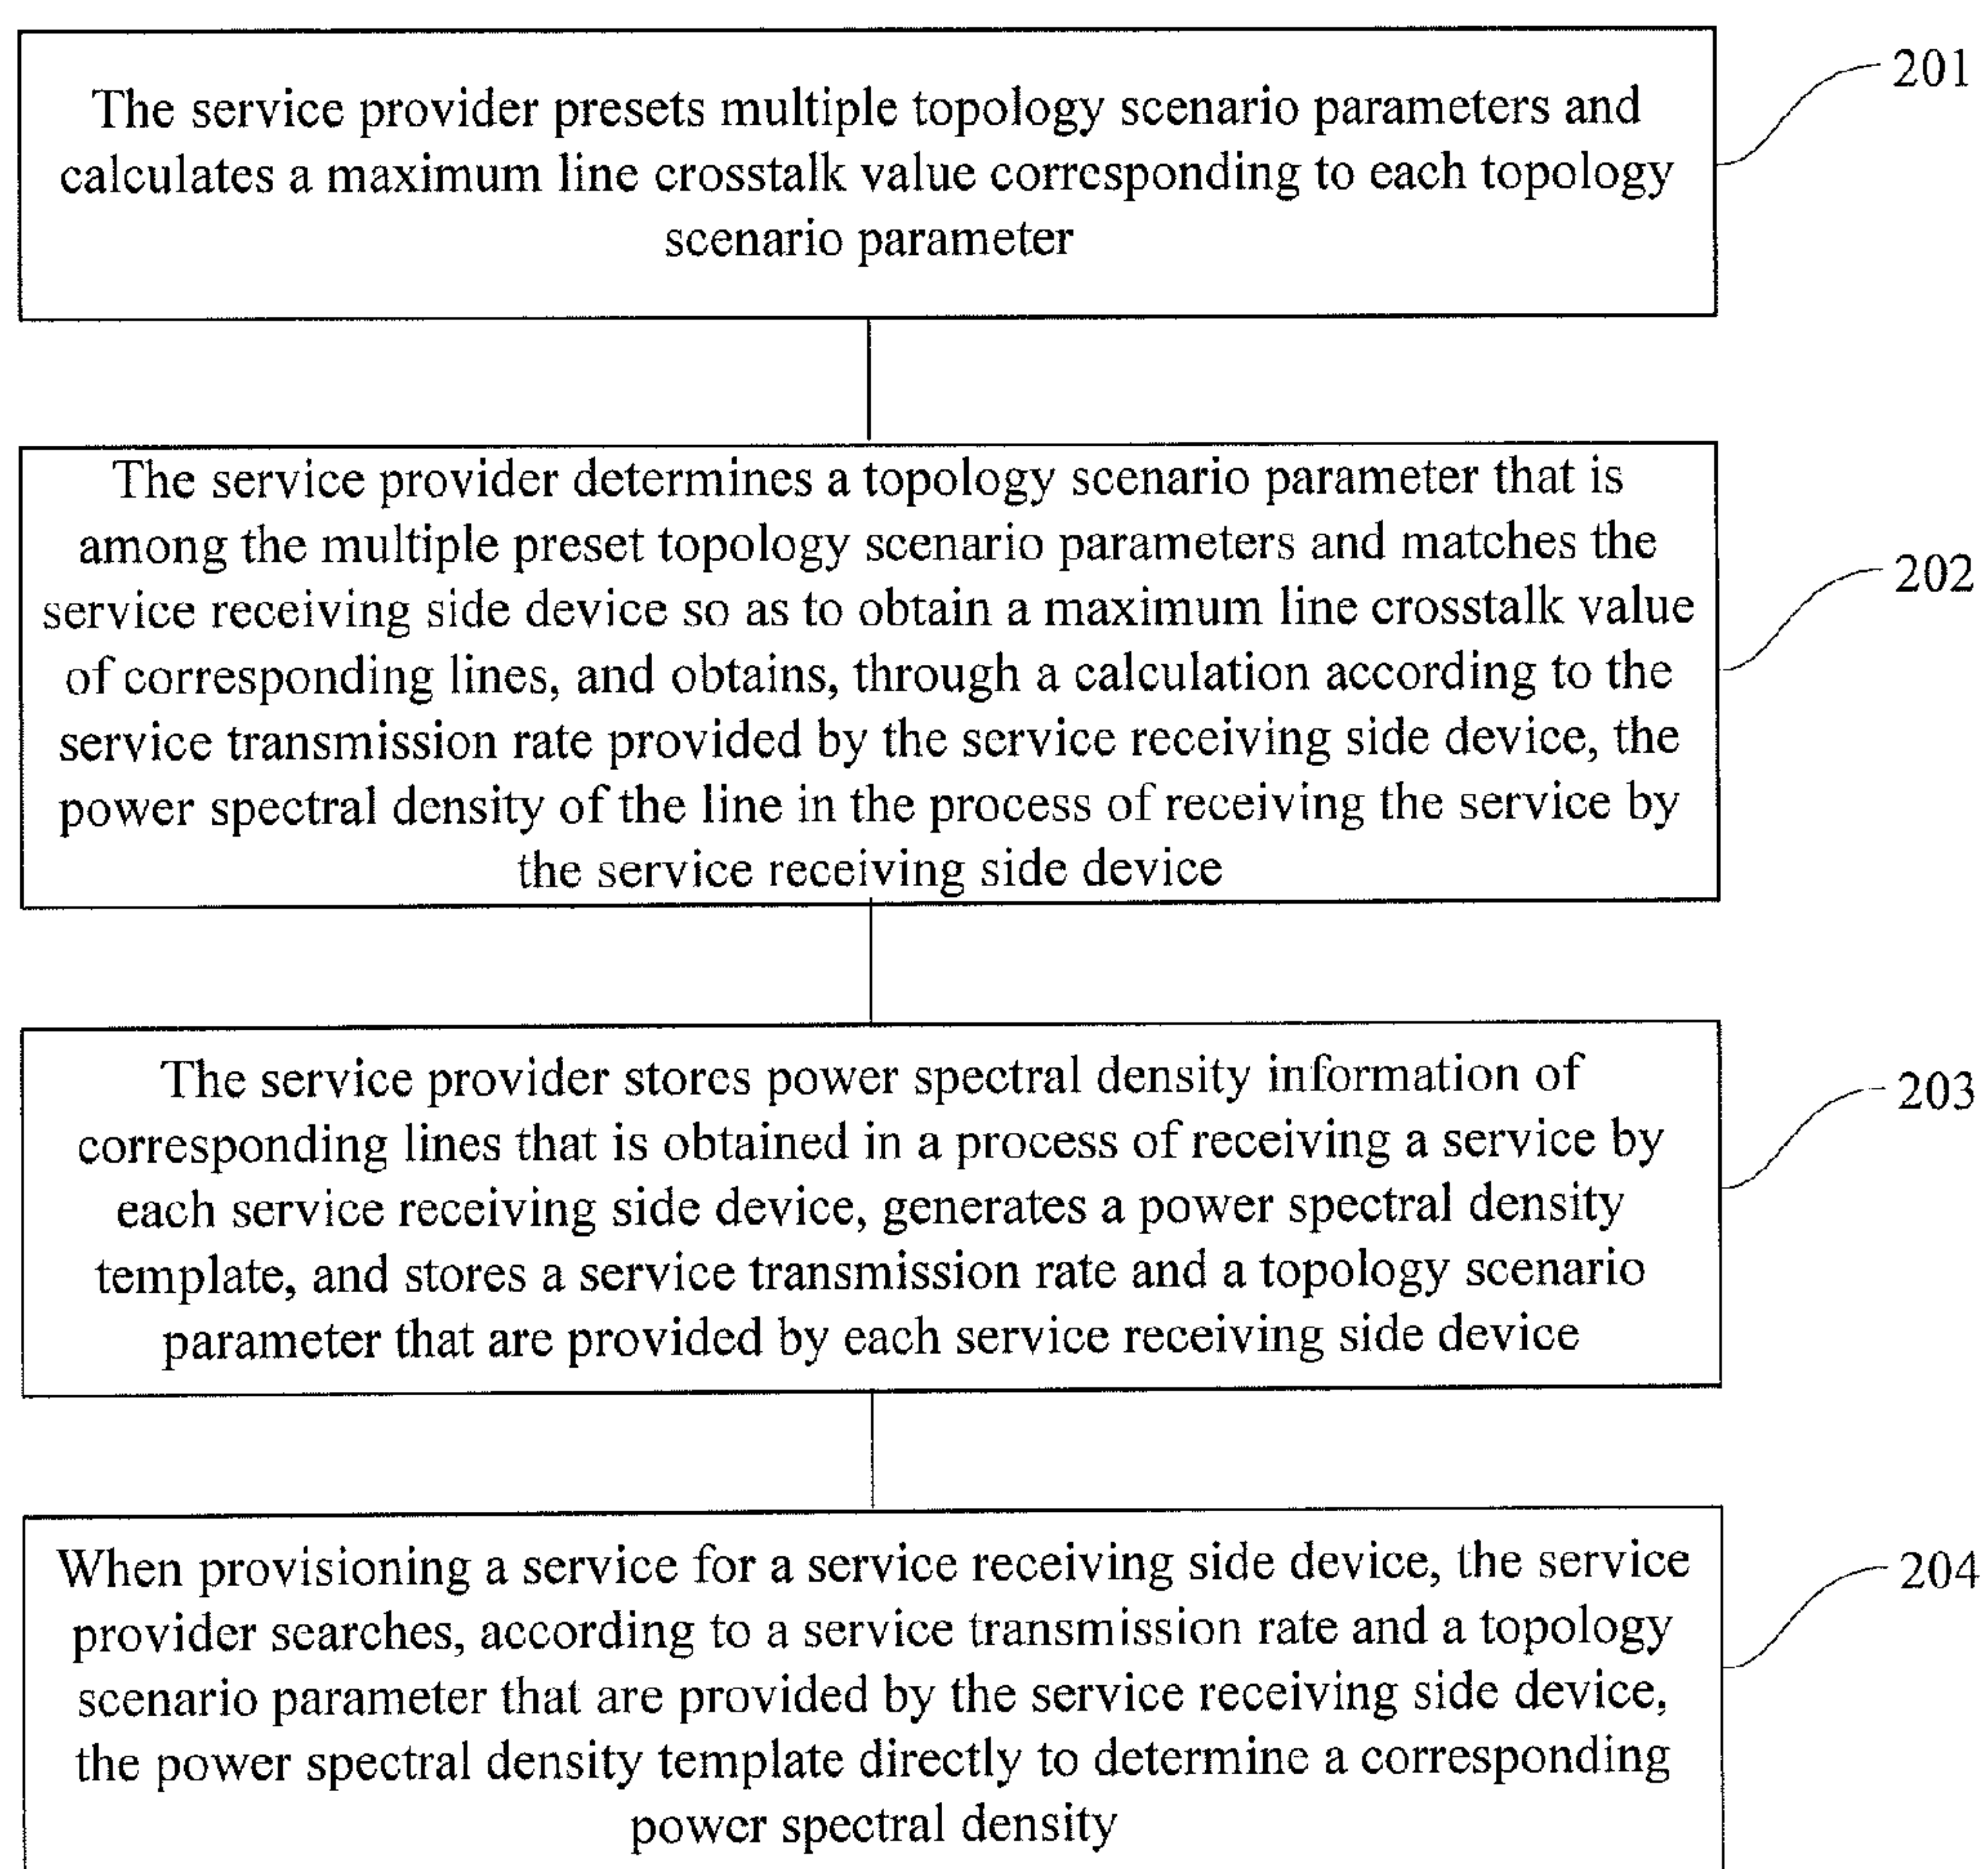 The service provider presets multiple topology scenario parameters and
calculates a maximum line crosstalk value corresponding to each topology
scenario parameter
201
The service provider determines a topology scenario parameter that is
among the multiple preset topology scenario parameters and matches the
service receiving side device so as to obtain a maximum line crosstalk value
of corresponding lines, and obtains, through a calculation according to the
service transmission rate provided by the service receiving side device, the
power spectral density of the line in the process of receiving the service by
the service receiving side device
202
The service provider stores power spectral density information of
corresponding lines that is obtained in a process of receiving a service by
each service receiving side device, generates a power spectral density
template, and stores a service transmission rate and a topology scenario
parameter that are provided by each service receiving side device
203
When provisioning a service for a service receiving side device, the service
provider searches, according to a service transmission rate and a topology
scenario parameter that are provided by the service receiving side device,
the power spectral density template directly to determine a corresponding
power spectral density
204